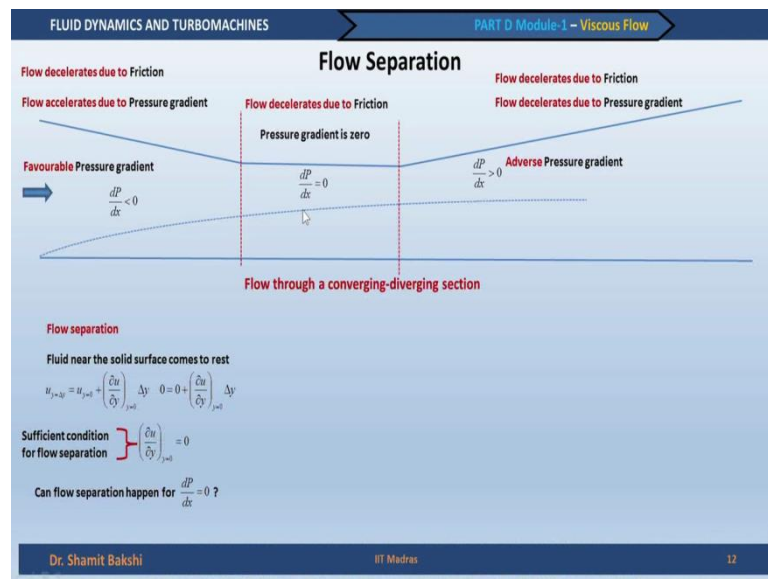 FLUID DYNAMICS AND TURBOMACHINES
PART D Module-1 – Viscous Flow
Flow Separation
Flow decelerates due to Friction
Flow accelerates due to Pressure gradient
Flow decelerates due to Friction
Pressure gradient is zero
Flow decelerates due to Friction
Flow decelerates due to Pressure gradient
Favourable Pressure gradient
dP/dx < 0
dP/dx = 0
dP/dx > 0 Adverse Pressure gradient
Flow through a converging-diverging section
Flow separation
Fluid near the solid surface comes to rest
u_{y=Δy} = u_{y=0} + (∂u/∂y)_{y=0} Δy 0 = 0 + (∂u/∂y)_{y=0} Δy
Sufficient condition
for flow separation } (∂u/∂y)_{y=0} = 0
Can flow separation happen for dP/dx = 0 ?
Dr. Shamit Bakshi
IIT Madras
12